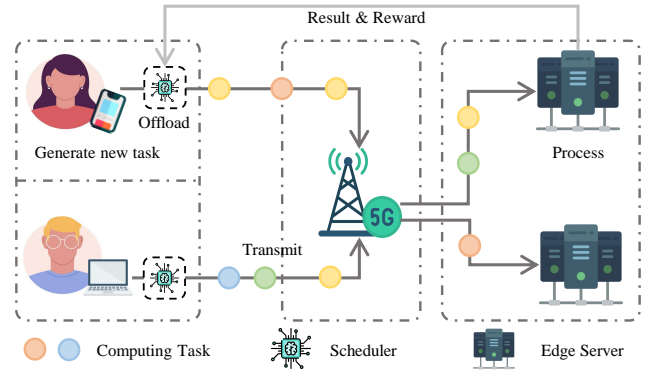 Result & Reward
Offload
Generate new task
Process
5G
Transmit
Computing Task
Scheduler
Edge Server